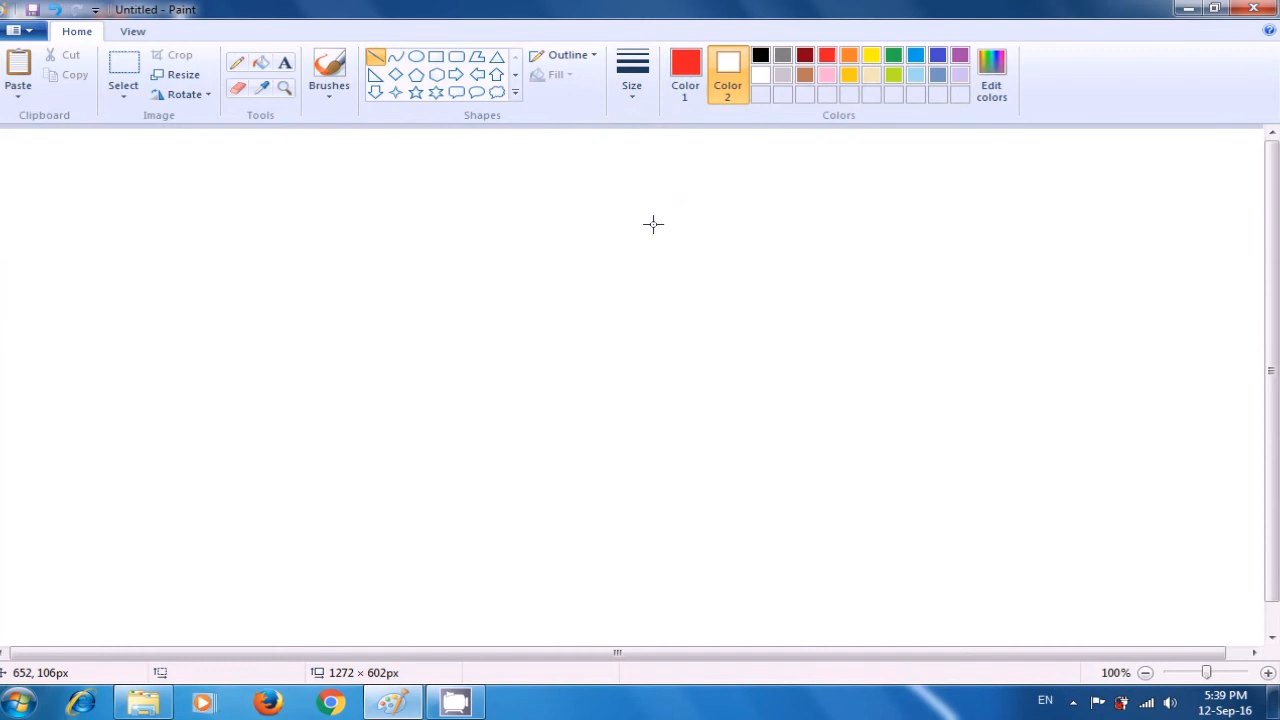 Untitled - Paint
Home View
Paste
Cut
Copy
Clipboard
Select
Crop
Resize
Rotate
Image
A
Tools
Brushes
Shapes
Outline
Fill
Size
Color 1
Color 2
Edit colors
Colors
652, 106px
1272 × 602px
100%
EN
5:39 PM
12-Sep-16